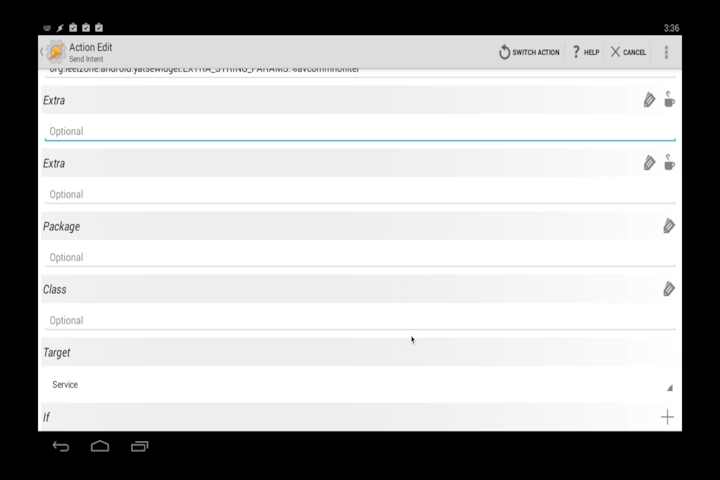 3:36
Action Edit
Send Intent
SWITCH ACTION
? HELP
CANCEL
Extra
Optional
Extra
Optional
Package
Optional
Class
Optional
Target
Service
If